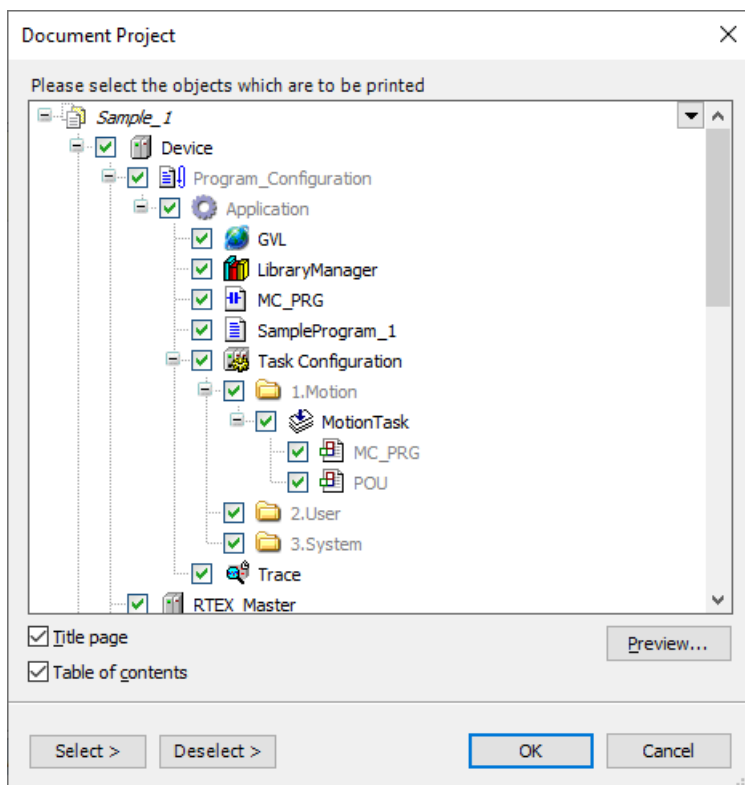 Document Project
Please select the objects which are to be printed
Sample_1
Device
Program_Configuration
Application
GVL
LibraryManager
MC_PRG
SampleProgram_1
Task Configuration
1.Motion
MotionTask
MC_PRG
POU
2.User
3.System
Trace
RTEX_Master
Title page
Preview...
Table of contents
Select >
Deselect >
OK
Cancel